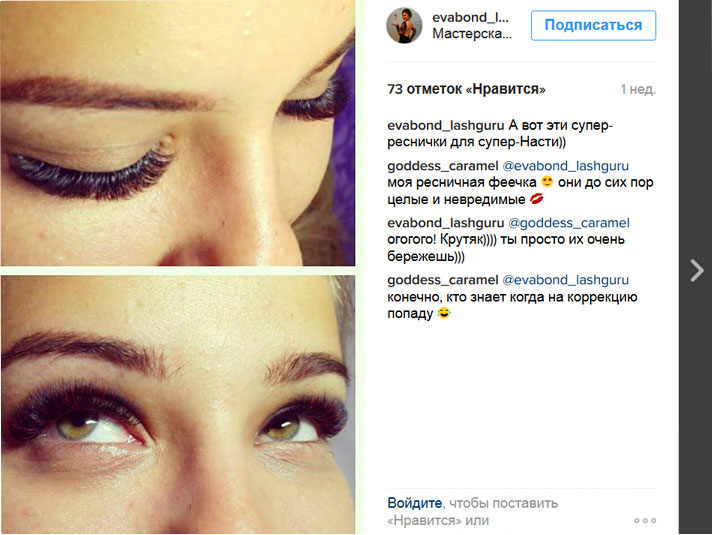 evabond_l...
Мастерска...
Подписаться
73 отметок «Нравится»
1 нед.
evabond_lashguru А вот эти супер-
реснички для супер-Насти))
goddess_caramel @evabond_lashguru
моя ресничная феечка 😍 они до сих пор
целые и невредимые 💋
evabond_lashguru @goddess_caramel
огогого! Крутяк)))) ты просто их очень
бережешь)))
goddess_caramel @evabond_lashguru
конечно, кто знает когда на коррекцию
попаду 😂
Войдите, чтобы поставить
«Нравится» или